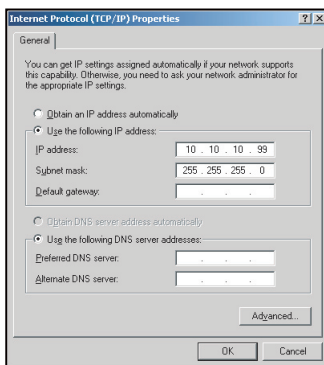 Internet Protocol (TCP/IP) Properties
General
You can get IP settings assigned automatically if your network supports
this capability. Otherwise, you need to ask your network administrator for
the appropriate IP settings.
Obtain an IP address automatically
Use the following IP address:
IP address: 10 . 10 . 10 . 99
Subnet mask: 255 . 255 . 255 . 0
Default gateway: . . .
Obtain DNS server address automatically
Use the following DNS server addresses:
Preferred DNS server: . . .
Alternate DNS server: . . .
Advanced...
OK Cancel